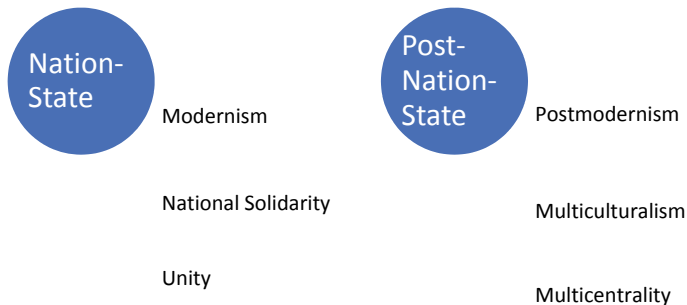 Nation-
State
Modernism
National Solidarity
Unity
Post-
Nation-
State
Postmodernism
Multiculturalism
Multicentrality